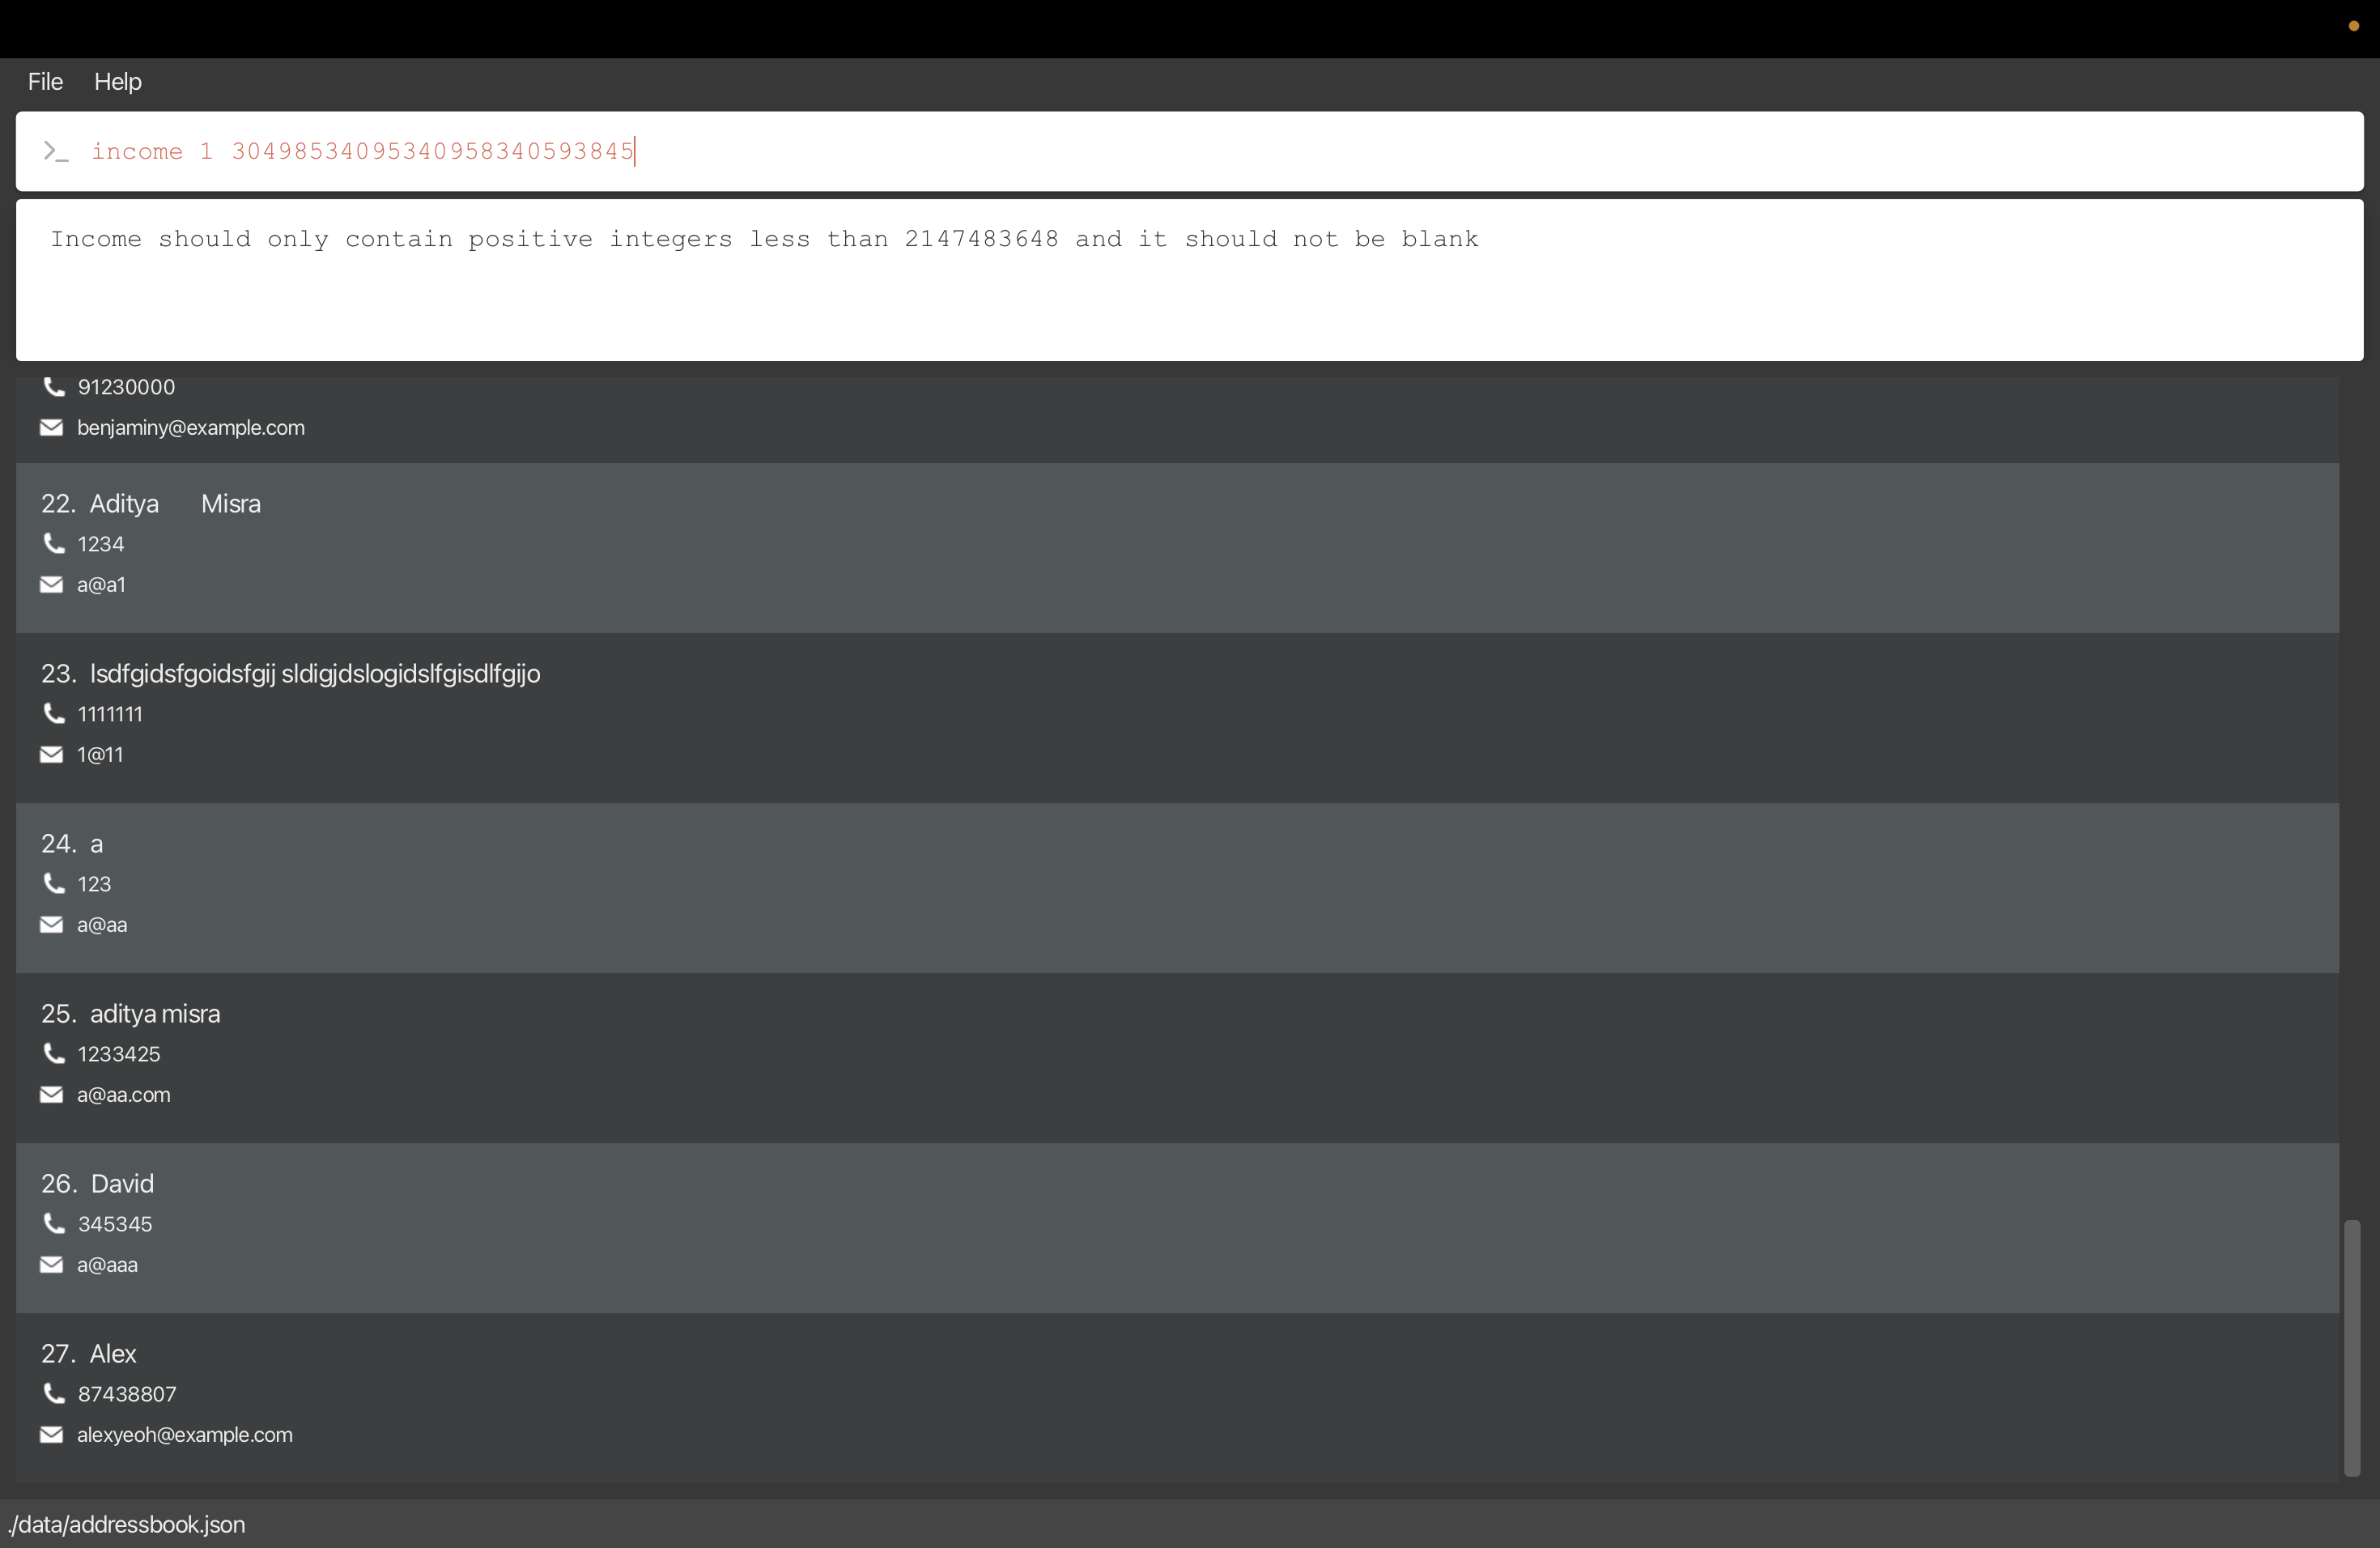 File Help
>_ income 1 30498534095340958340593845
Income should only contain positive integers less than 2147483648 and it should not be blank
91230000
benjaminy@example.com
22. Aditya Misra
1234
a@a1
23. lsdfgidsfgoidsfgij sldigjdslogidslfgisdlfgijo
1111111
1@11
24. a
123
a@aa
25. aditya misra
1233425
a@aa.com
26. David
345345
a@aaa
27. Alex
87438807
alexyeoh@example.com
./data/addressbook.json